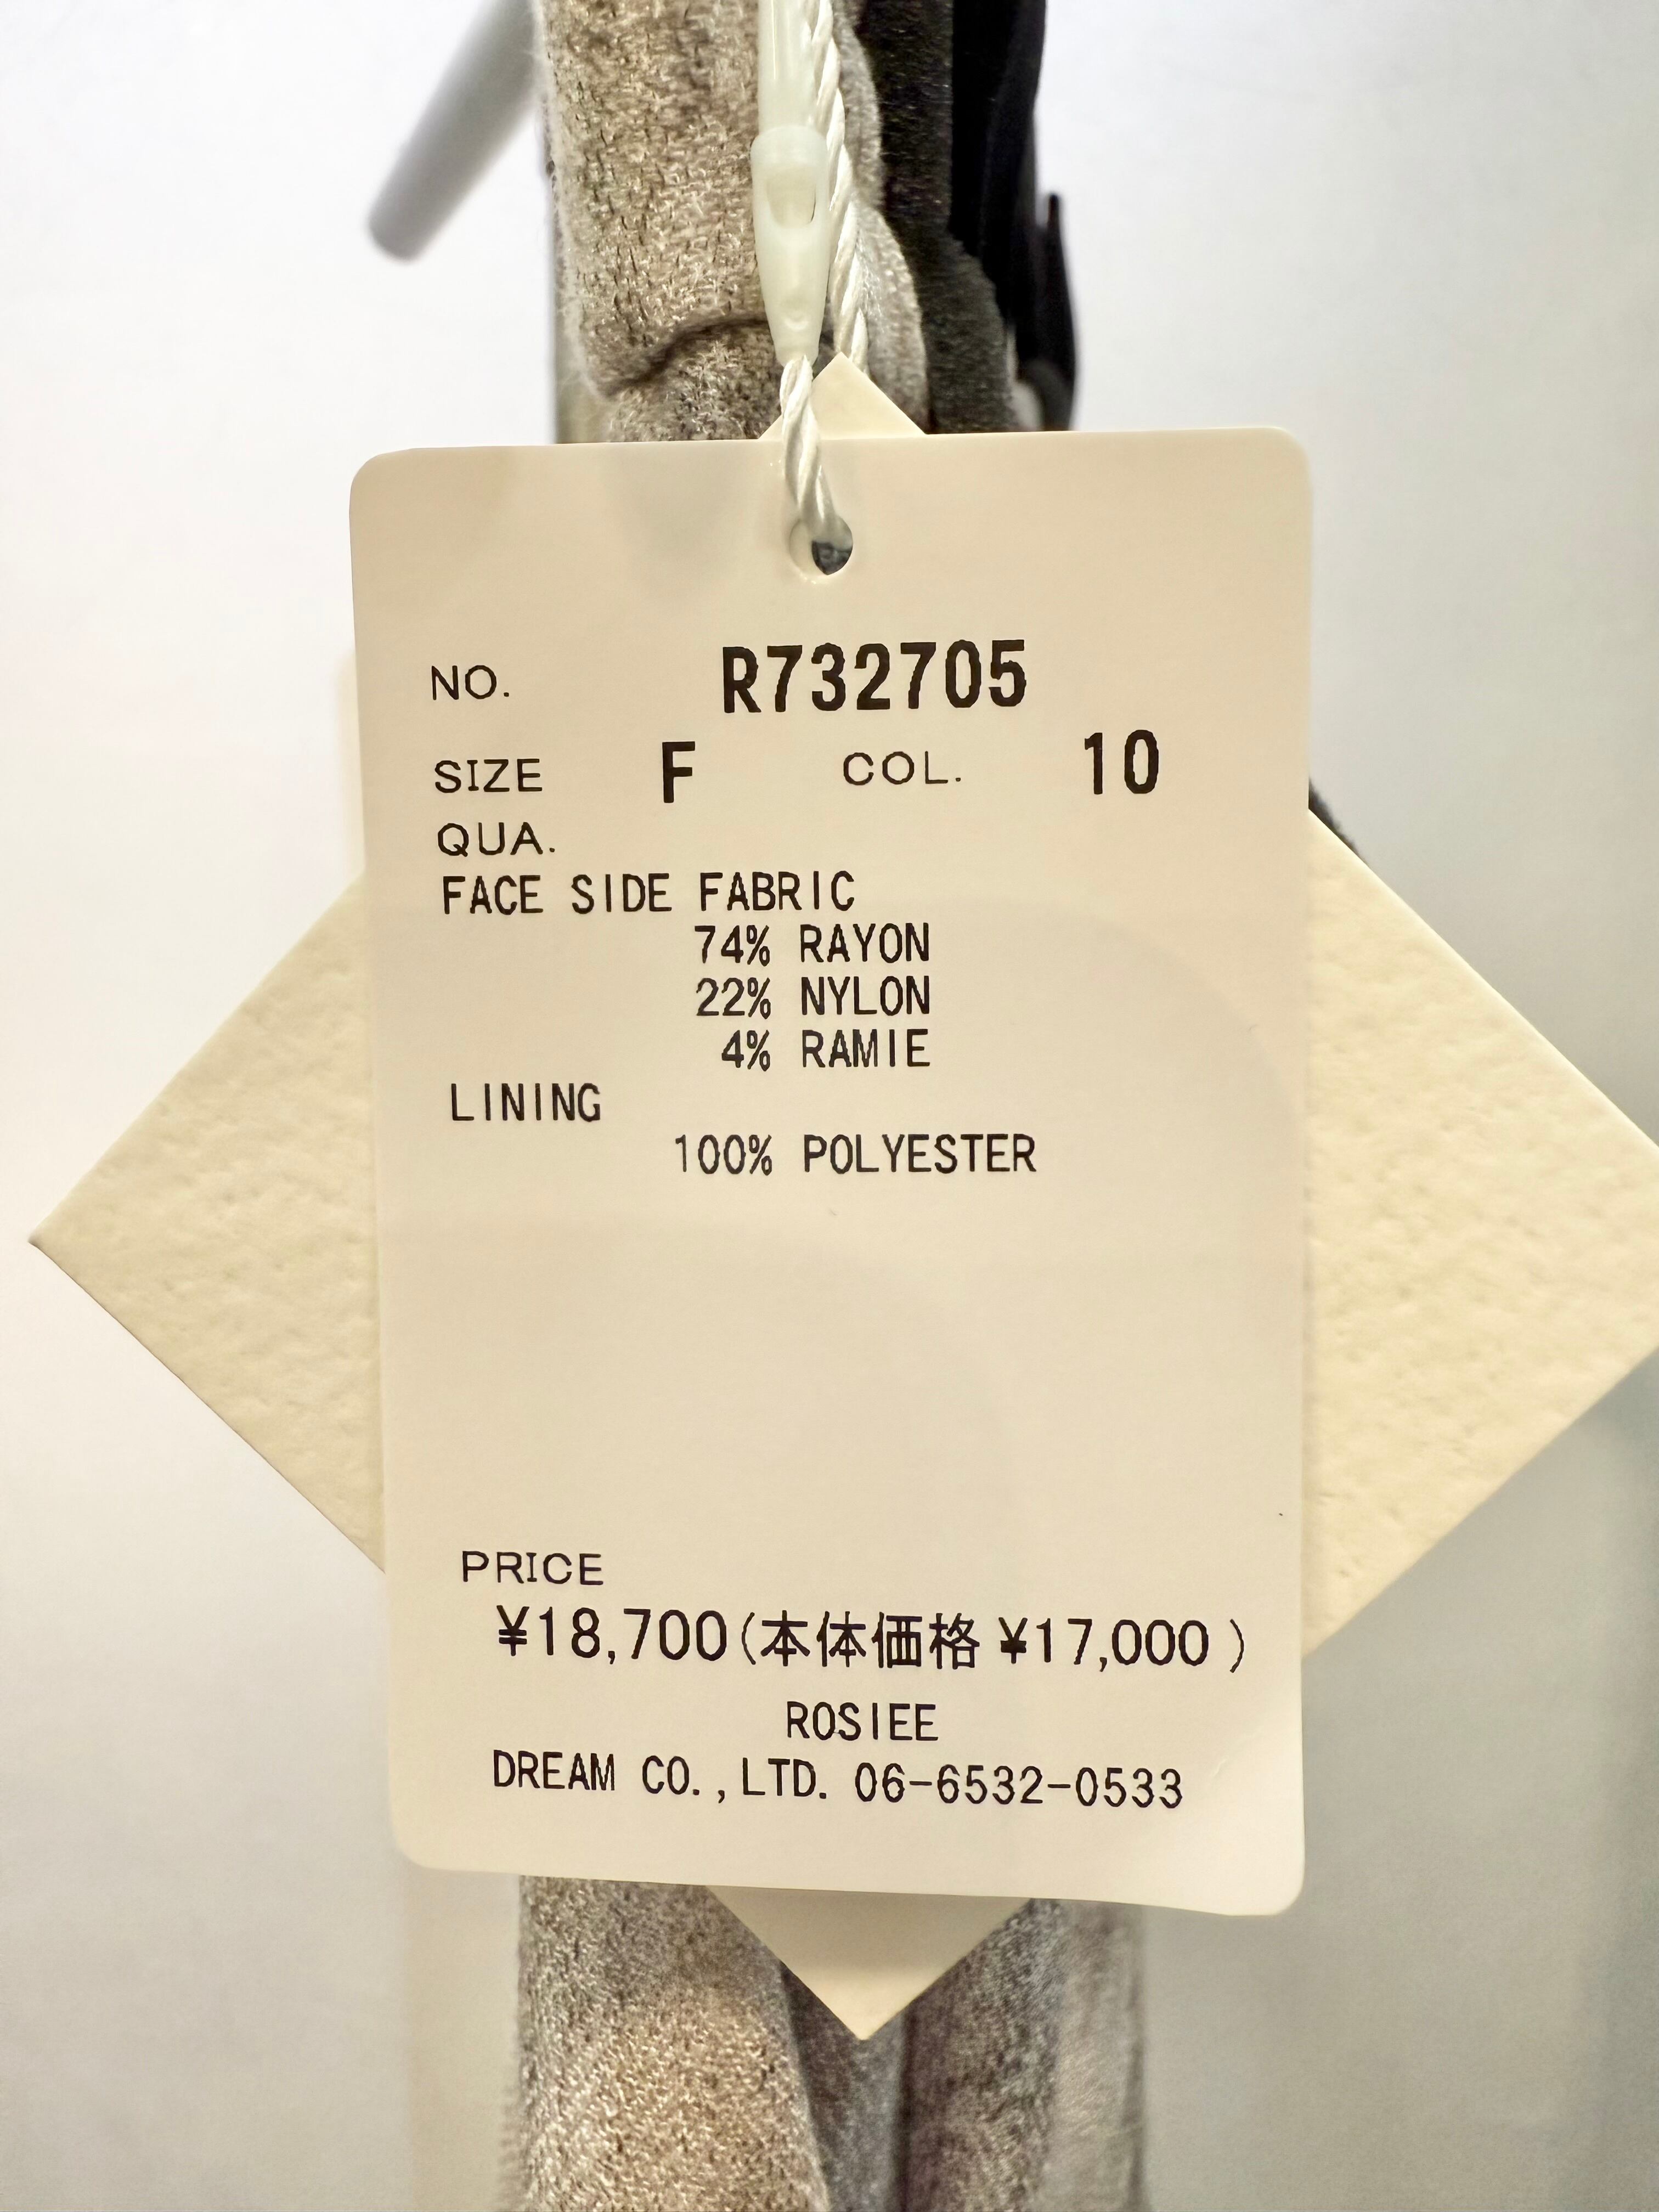 NO. R732705
SIZE F COL. 10
QUA.
FACE SIDE FABRIC
74% RAYON
22% NYLON
4% RAMIE
LINING
100% POLYESTER
PRICE
¥18,700(本体価格 ¥17,000 )
ROSIEE
DREAM CO.,LTD. 06-6532-0533